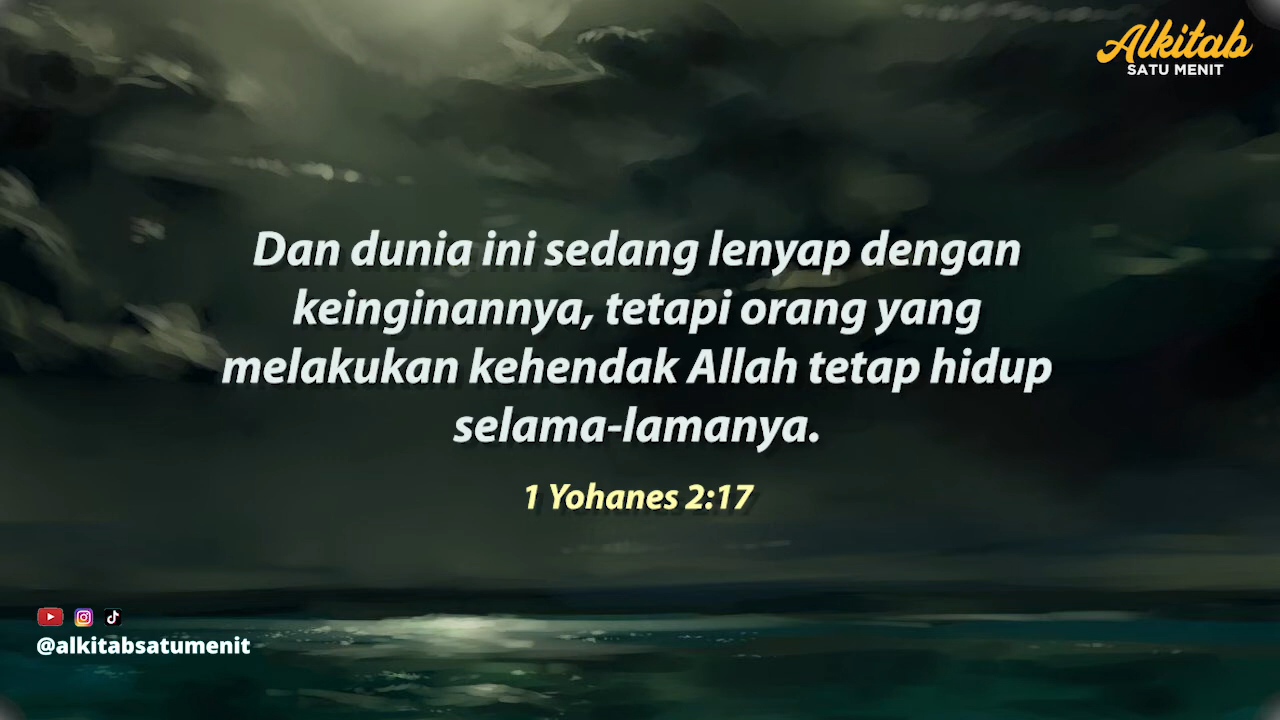 Alkitab
SATU MENIT
Dan dunia ini sedang lenyap dengan
keinginannya, tetapi orang yang
melakukan kehendak Allah tetap hidup
selama-lamanya.
1 Yohanes 2:17
@alkitabsatumenit